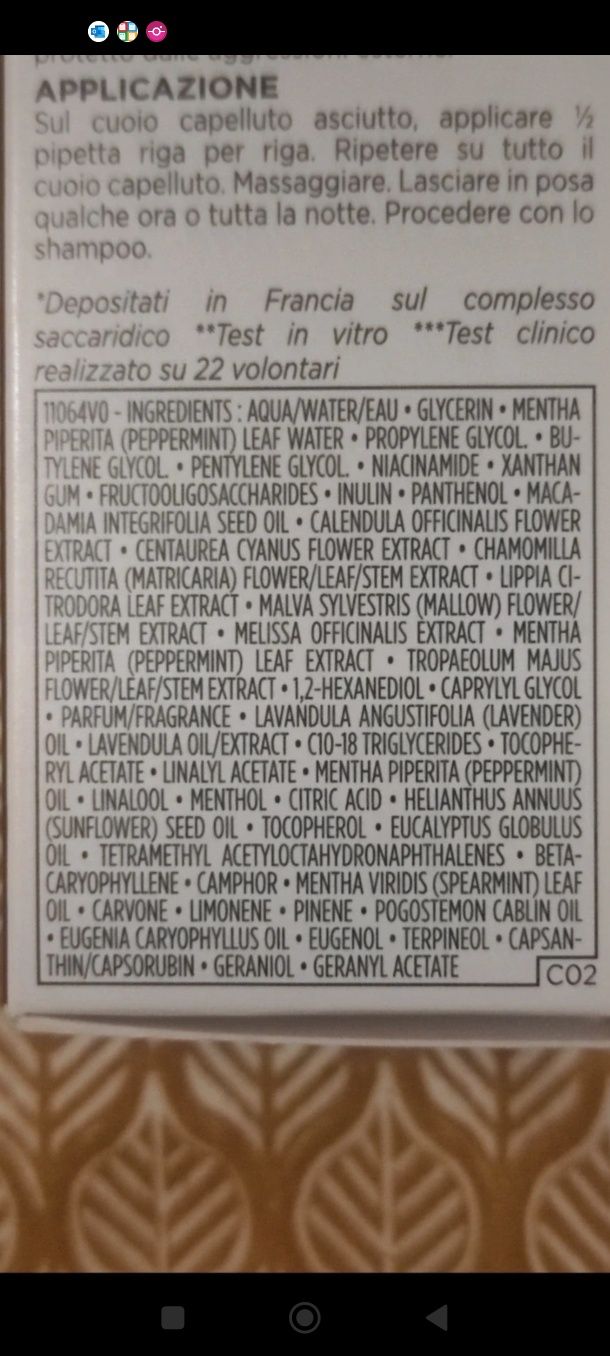 protetto dalle aggressioni esterne.
APPLICAZIONE
Sul cuoio capelluto asciutto, applicare ½
pipetta riga per riga. Ripetere su tutto il
cuoio capelluto. Massaggiare. Lasciare in posa
qualche ora o tutta la notte. Procedere con lo
shampoo.
*Depositati in Francia sul complesso
saccaridico **Test in vitro ***Test clinico
realizzato su 22 volontari
11064V0 - INGREDIENTS : AQUA/WATER/EAU • GLYCERIN • MENTHA
PIPERITA (PEPPERMINT) LEAF WATER • PROPYLENE GLYCOL. • BU-
TYLENE GLYCOL. • PENTYLENE GLYCOL. • NIACINAMIDE • XANTHAN
GUM • FRUCTOOLIGOSACCHARIDES • INULIN • PANTHENOL • MACA-
DAMIA INTEGRIFOLIA SEED OIL • CALENDULA OFFICINALIS FLOWER
EXTRACT • CENTAUREA CYANUS FLOWER EXTRACT • CHAMOMILLA
RECUTITA (MATRICARIA) FLOWER/LEAF/STEM EXTRACT • LIPPIA CI-
TRODORA LEAF EXTRACT • MALVA SYLVESTRIS (MALLOW) FLOWER/
LEAF/STEM EXTRACT • MELISSA OFFICINALIS EXTRACT • MENTHA
PIPERITA (PEPPERMINT) LEAF EXTRACT • TROPAEOLUM MAJUS
FLOWER/LEAF/STEM EXTRACT • 1,2-HEXANEDIOL • CAPRYLYL GLYCOL
• PARFUM/FRAGRANCE • LAVANDULA ANGUSTIFOLIA (LAVENDER)
OIL • LAVENDULA OIL/EXTRACT • C10-18 TRIGLYCERIDES • TOCOPHE-
RYL ACETATE • LINALYL ACETATE • MENTHA PIPERITA (PEPPERMINT)
OIL • LINALOOL • MENTHOL • CITRIC ACID • HELIANTHUS ANNUUS
(SUNFLOWER) SEED OIL • TOCOPHEROL • EUCALYPTUS GLOBULUS
OIL • TETRAMETHYL ACETYLOCTAHYDRONAPHTHALENES • BETA-
CARYOPHYLLENE • CAMPHOR • MENTHA VIRIDIS (SPEARMINT) LEAF
OIL • CARVONE • LIMONENE • PINENE • POGOSTEMON CABLIN OIL
• EUGENIA CARYOPHYLLUS OIL • EUGENOL • TERPINEOL • CAPSAN-
THIN/CAPSORUBIN • GERANIOL • GERANYL ACETATE
C02